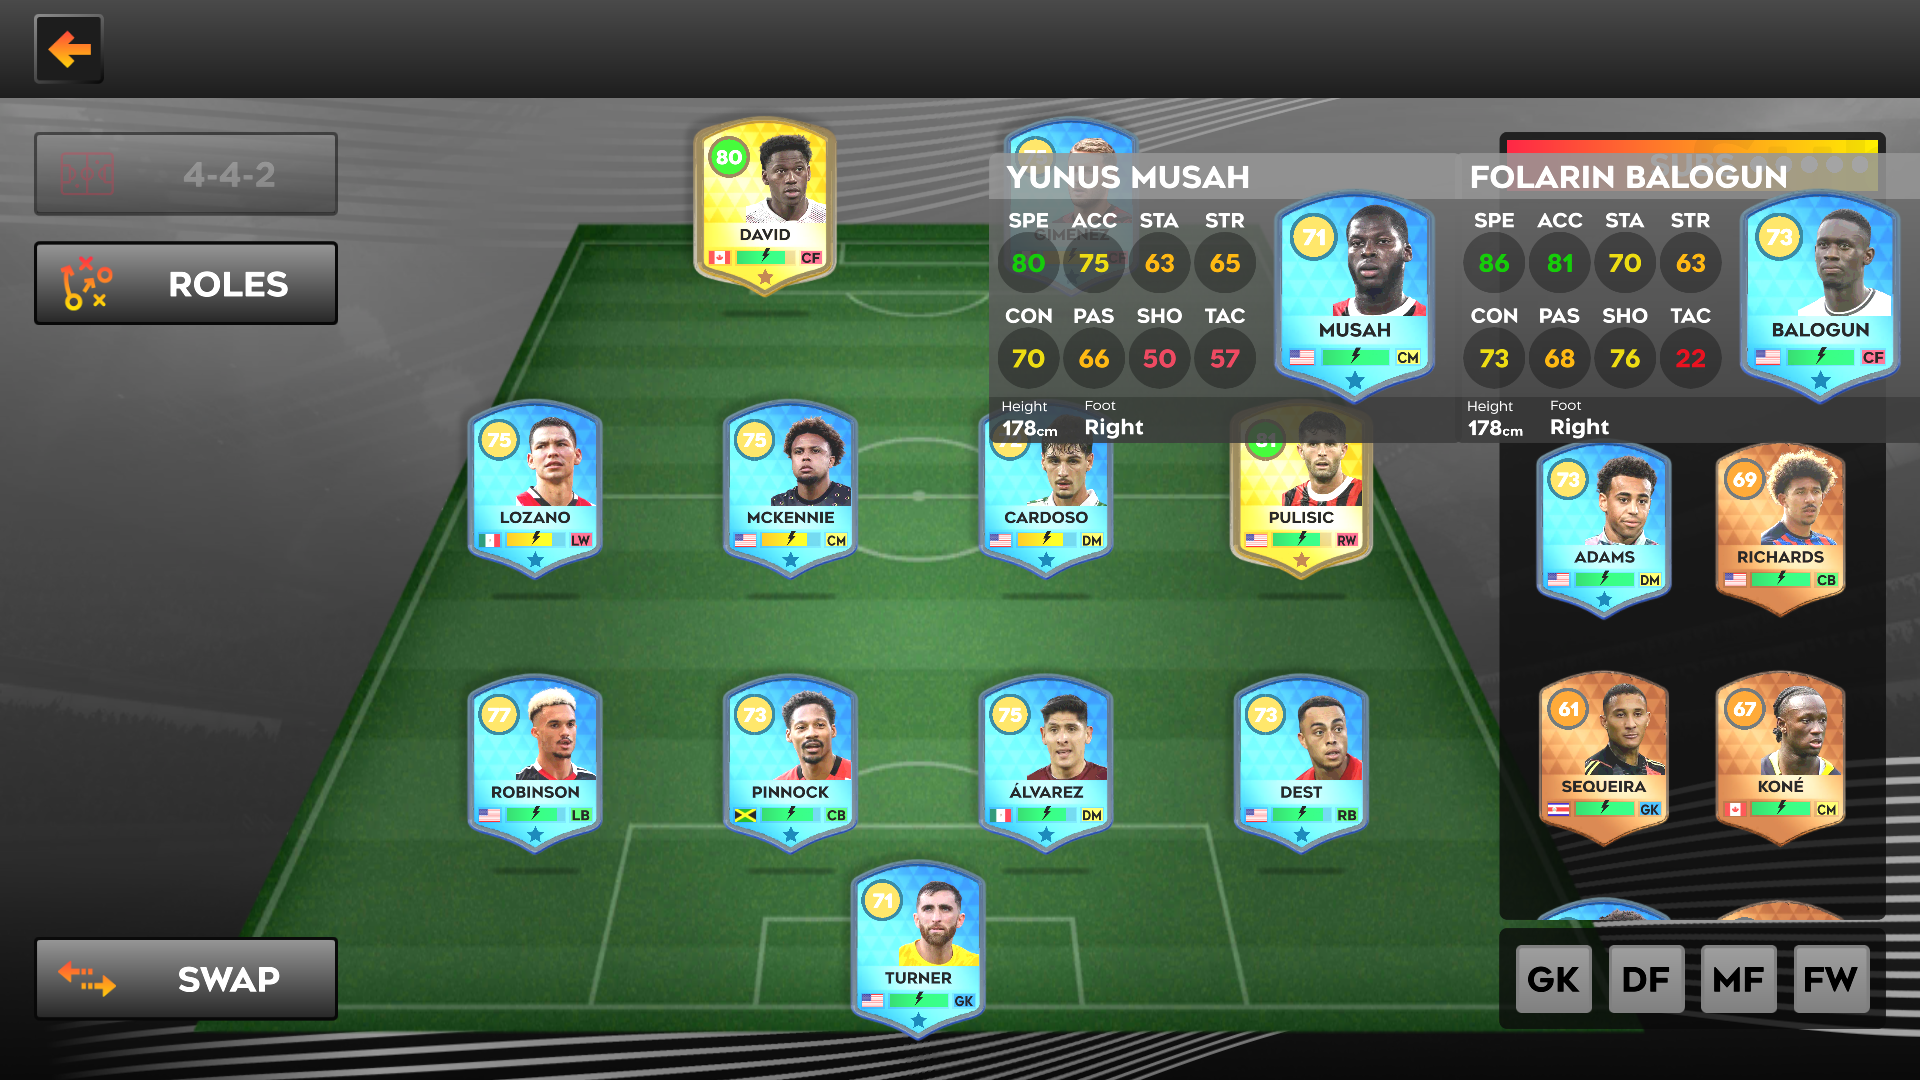 4-4-2
ROLES
SWAP
80
DAVID
CF
GIMENEZ
CF
SUBS
YUNUS MUSAH
SPE ACC STA STR
80 75 63 65
CON PAS SHO TAC
70 66 50 57
Height Foot
178cm Right
71
MUSAH
CM
FOLARIN BALOGUN
SPE ACC STA STR
86 81 70 63
CON PAS SHO TAC
73 68 76 22
Height Foot
178cm Right
73
BALOGUN
CF
75
LOZANO
LW
75
MCKENNIE
CM
72
CARDOSO
DM
81
PULISIC
RW
73
ADAMS
DM
69
RICHARDS
CB
77
ROBINSON
LB
73
PINNOCK
CB
75
ÁLVAREZ
DM
73
DEST
RB
61
SEQUEIRA
GK
67
KONÉ
CM
71
TURNER
GK
GK DF MF FW